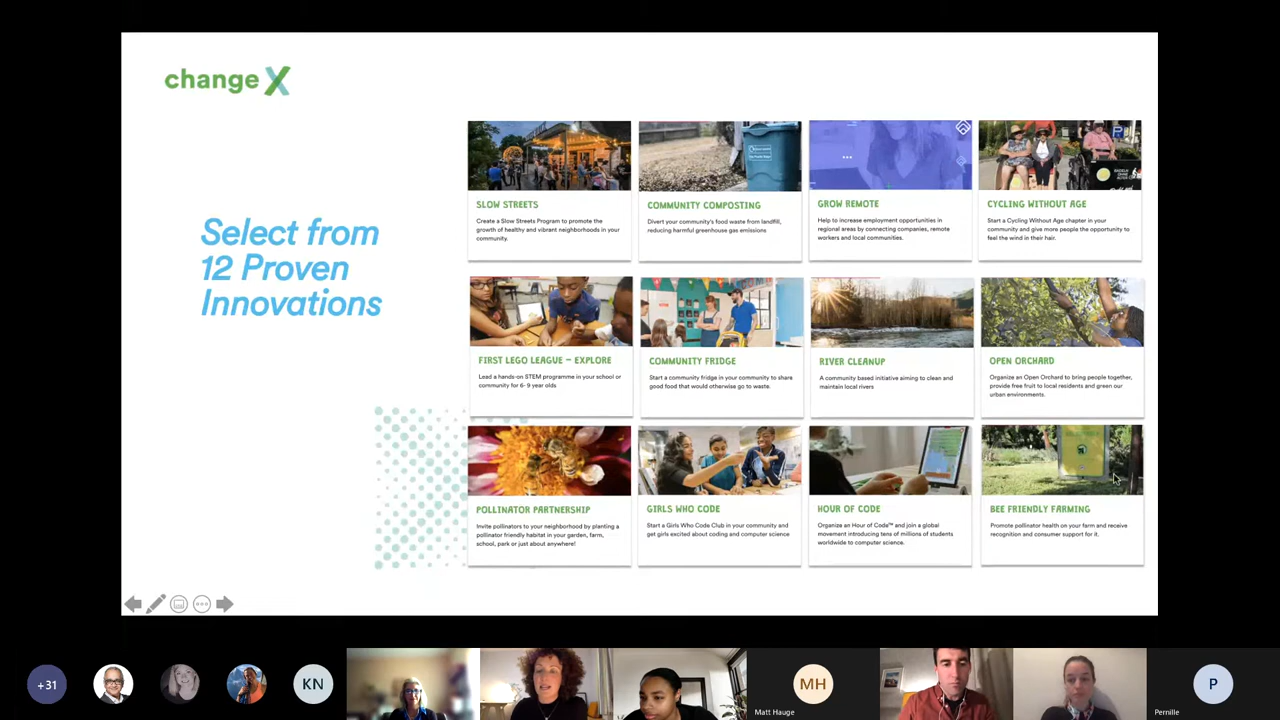 change X
Select from
12 Proven
Innovations
SLOW STREETS
Create a Slow Streets Program to promote the
growth of healthy and vibrant neighborhoods in your
community.
COMMUNITY COMPOSTING
Divert your community's food waste from landfill,
reducing harmful greenhouse gas emissions
GROW REMOTE
Help to increase employment opportunities in
regional areas by connecting companies, remote
workers and local communities.
CYCLING WITHOUT AGE
Start a Cycling Without Age chapter in your
community and give more people the opportunity to
feel the wind in their hair.
FIRST LEGO LEAGUE – EXPLORE
Lead a hands-on STEM programme in your school or
community for 6- 9 year olds
COMMUNITY FRIDGE
Start a community fridge in your community to share
good food that would otherwise go to waste.
RIVER CLEANUP
A community based initiative aiming to clean and
maintain local rivers
OPEN ORCHARD
Organize an Open Orchard to bring people together,
provide free fruit to local residents and green our
urban environments.
POLLINATOR PARTNERSHIP
Invite pollinators to your neighborhood by planting a
pollinator friendly habitat in your garden, farm,
school, park or just about anywhere!
GIRLS WHO CODE
Start a Girls Who Code Club in your community and
get girls excited about coding and computer science
HOUR OF CODE
Organize an Hour of Code™ and join a global
movement introducing tens of millions of students
worldwide to computer science.
BEE FRIENDLY FARMING
Promote pollinator health on your farm and receive
recognition and consumer support for it.
+31
KN
MH
Matt Hauge
P
Pernille